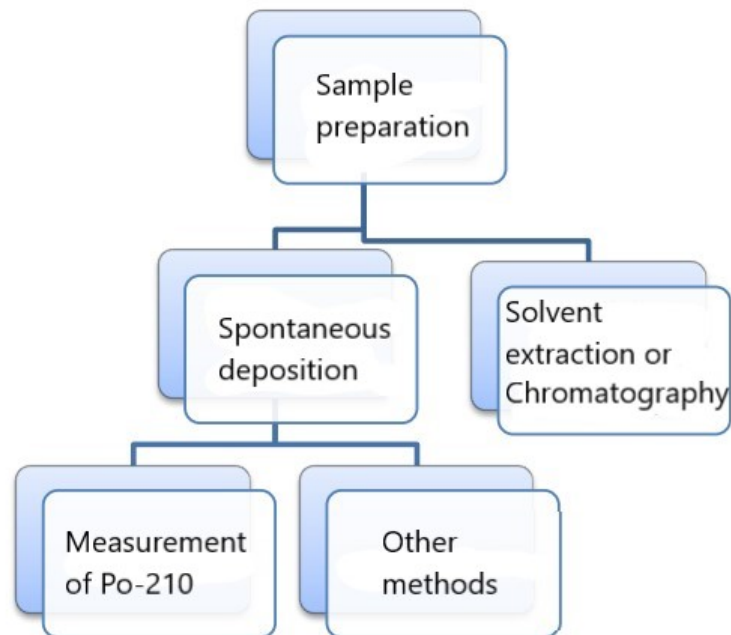 Sample
preparation
Spontaneous
deposition
Solvent
extraction or
Chromatography
Measurement
of Po-210
Other
methods